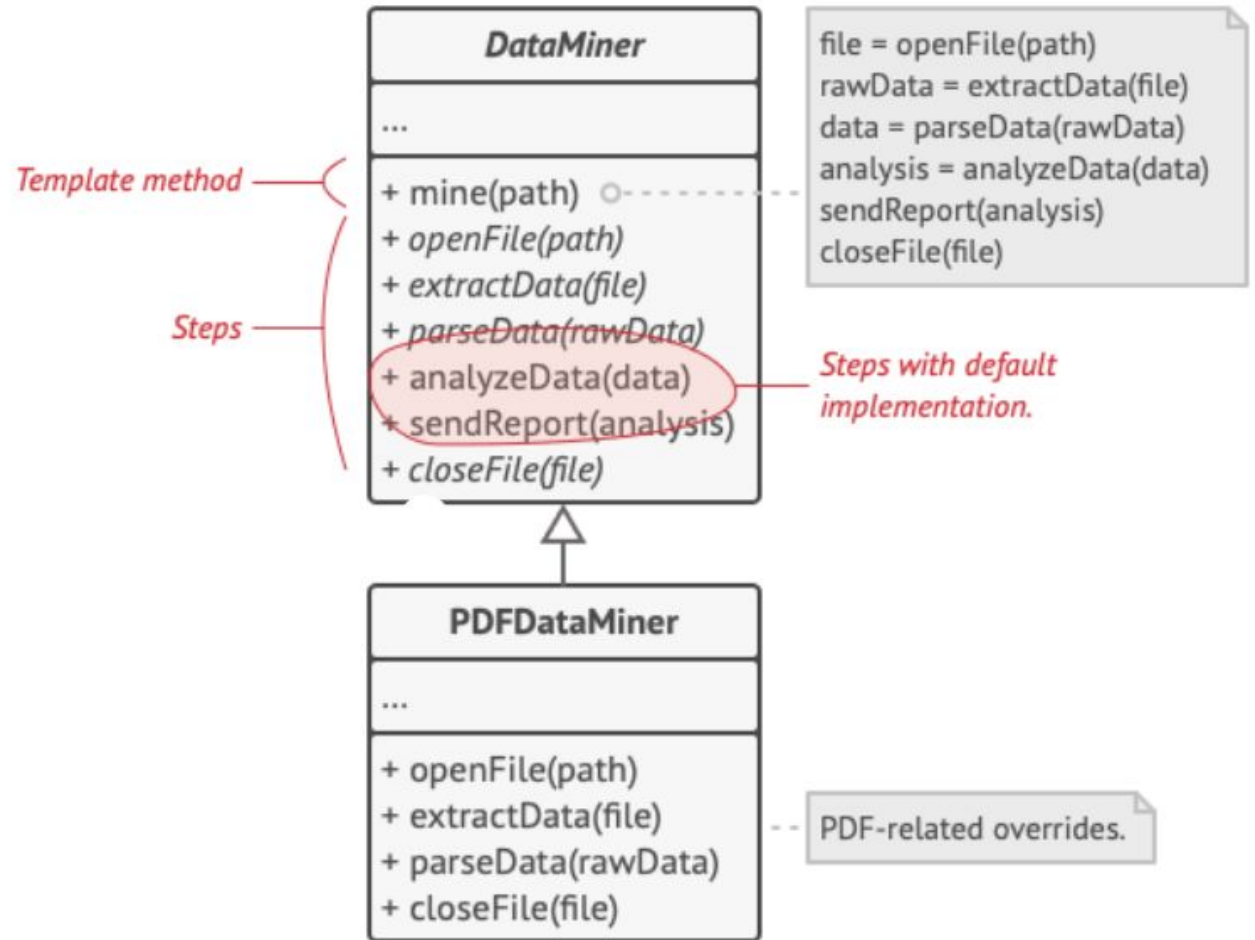 DataMiner
...
Template method
+ mine(path)
Steps
+ openFile(path)
+ extractData(file)
+ parseData(rawData)
+ analyzeData(data)
+ sendReport(analysis)
+ closeFile(file)
file = openFile(path)
rawData = extractData(file)
data = parseData(rawData)
analysis = analyzeData(data)
sendReport(analysis)
closeFile(file)
Steps with default
implementation.
PDFDataMiner
...
+ openFile(path)
+ extractData(file)
+ parseData(rawData)
+ closeFile(file)
PDF-related overrides.